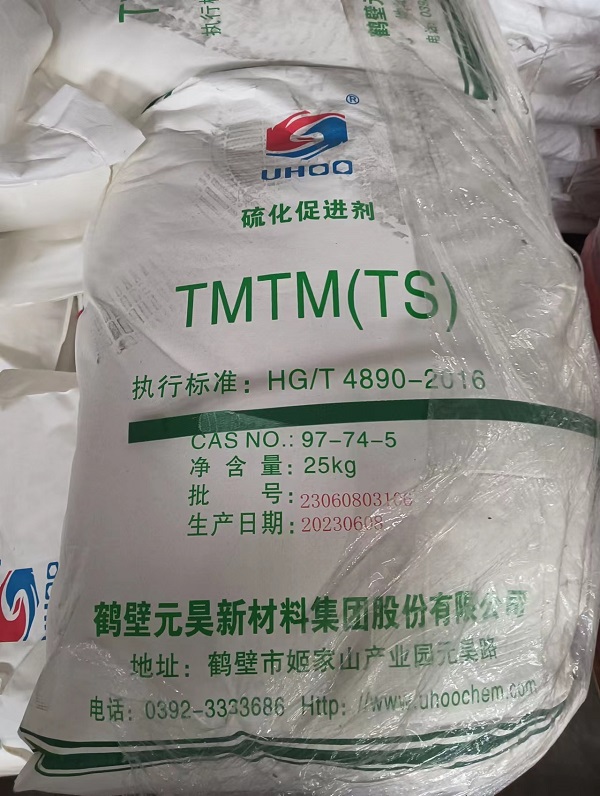 ®
UHOO
硫化促进剂
TMTM(TS)
执行标准：HG/T 4890-2016
CAS NO.: 97-74-5
净 含 量: 25kg
批 号: 23060803106
生产日期: 20230608
鹤壁元昊新材料集团股份有限公司
地址：鹤壁市姬家山产业园元昊路
电话：0392-3333686 Http：//www.uhoochem.com